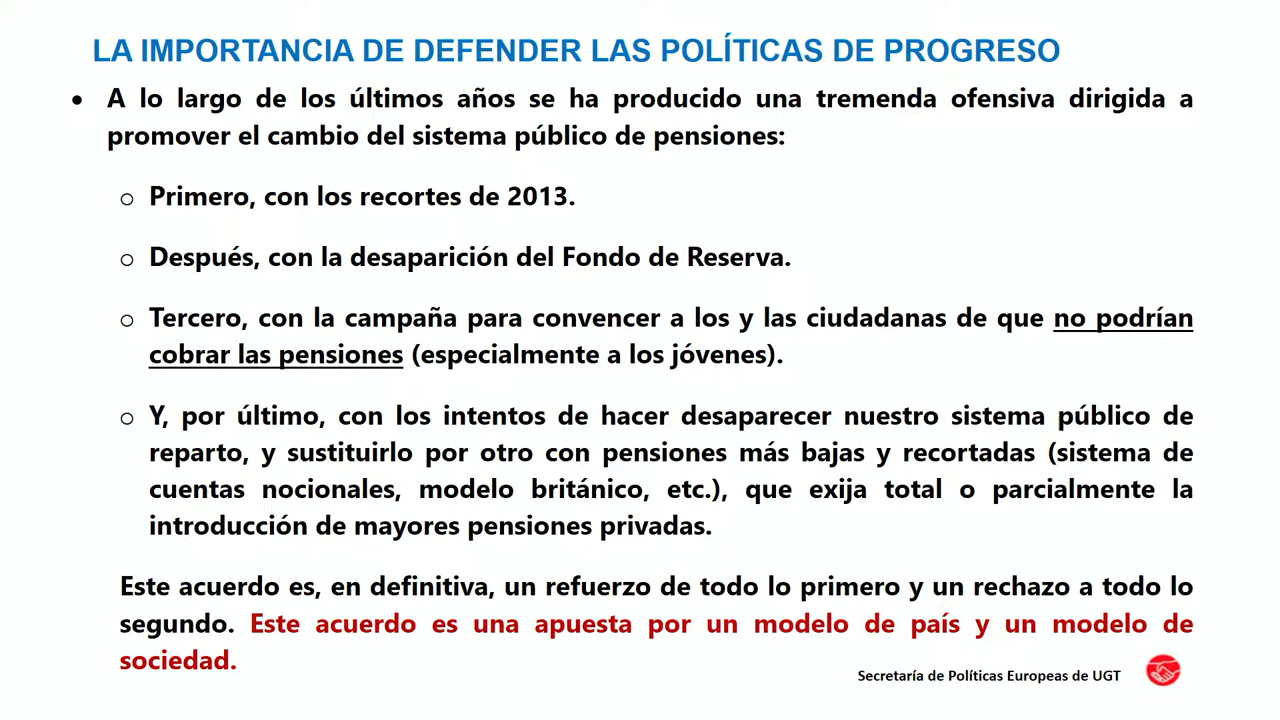 LA IMPORTANCIA DE DEFENDER LAS POLÍTICAS DE PROGRESO
• A lo largo de los últimos años se ha producido una tremenda ofensiva dirigida a
promover el cambio del sistema público de pensiones:
o Primero, con los recortes de 2013.
o Después, con la desaparición del Fondo de Reserva.
o Tercero, con la campaña para convencer a los y las ciudadanas de que no podrían
cobrar las pensiones (especialmente a los jóvenes).
o Y, por último, con los intentos de hacer desaparecer nuestro sistema público de
reparto, y sustituirlo por otro con pensiones más bajas y recortadas (sistema de
cuentas nocionales, modelo británico, etc.), que exija total o parcialmente la
introducción de mayores pensiones privadas.
Este acuerdo es, en definitiva, un refuerzo de todo lo primero y un rechazo a todo lo
segundo. Este acuerdo es una apuesta por un modelo de país y un modelo de
sociedad.
Secretaría de Políticas Europeas de UGT